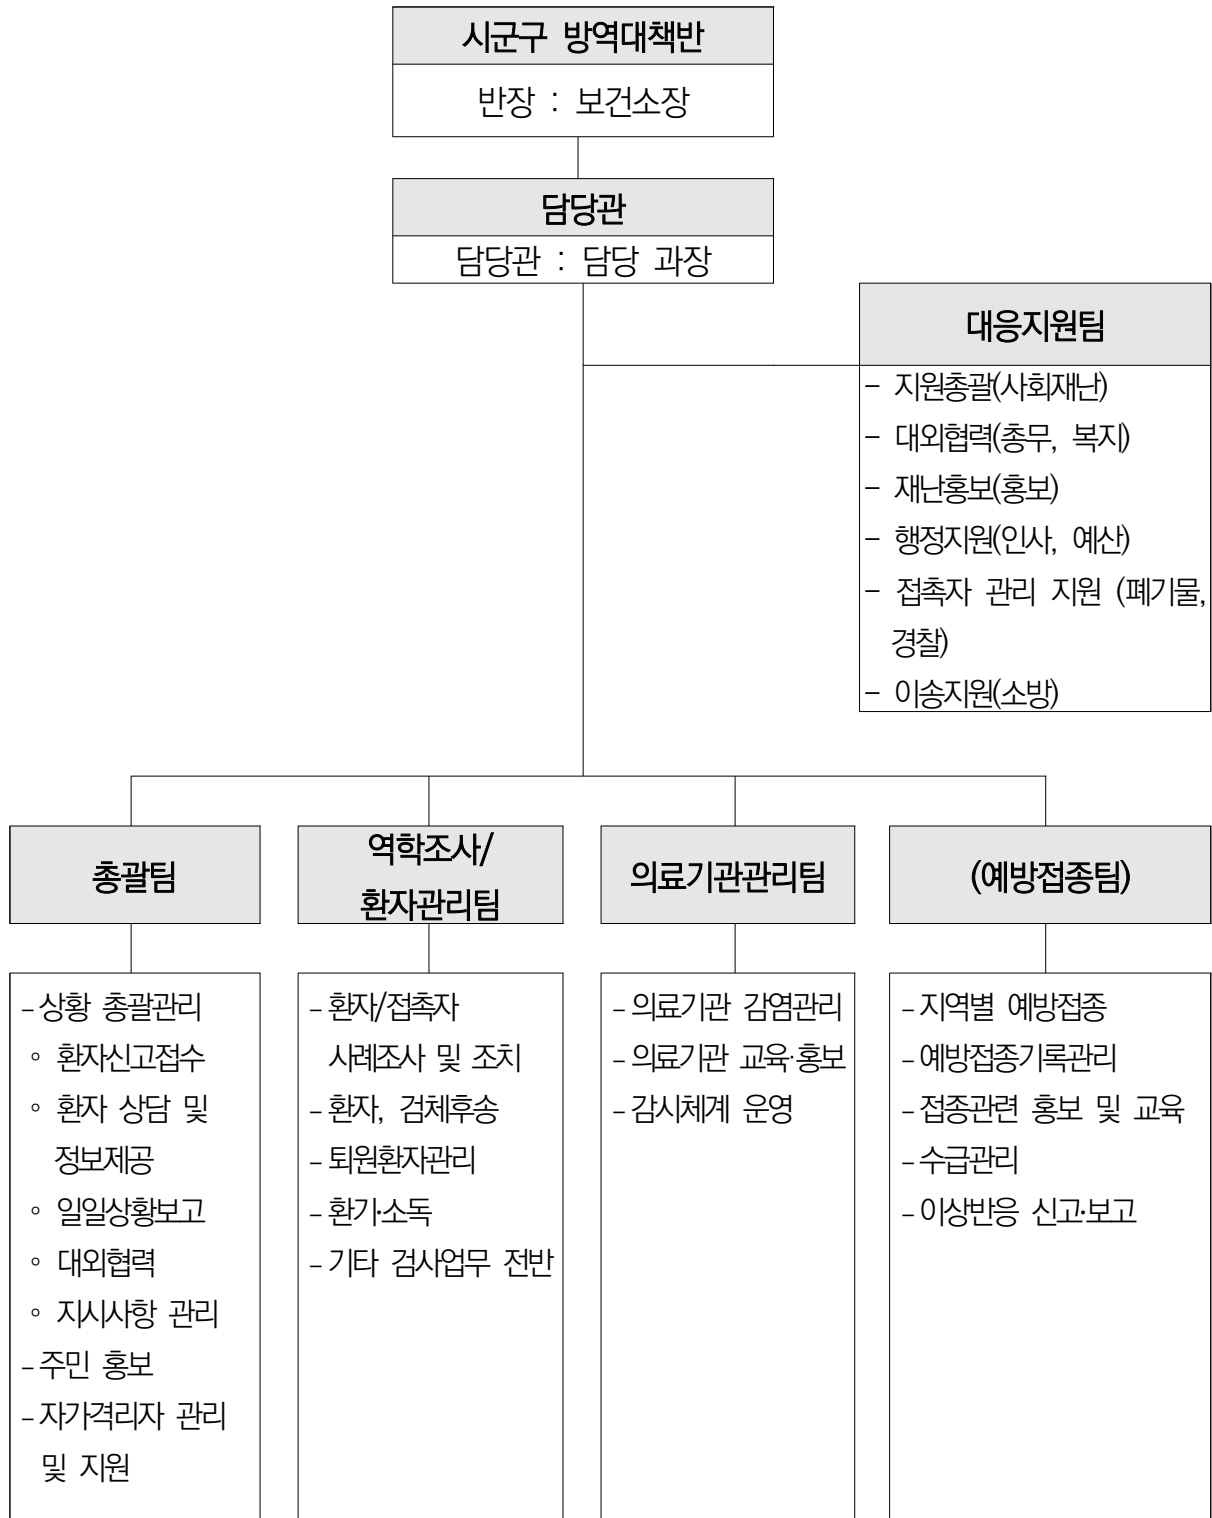 시군구 방역대책반
반장 : 보건소장
담당관
담당관 : 담당 과장
대응지원팀
- 지원총괄(사회재난)
- 대외협력(총무, 복지)
- 재난홍보(홍보)
- 행정지원(인사, 예산)
- 접촉자 관리 지원 (폐기물,
경찰)
- 이송지원(소방)
총괄팀
- 상황 총괄관리
◦ 환자신고접수
◦ 환자 상담 및
정보제공
◦ 일일상황보고
◦ 대외협력
◦ 지시사항 관리
- 주민 홍보
- 자가격리자 관리
및 지원
역학조사/
환자관리팀
- 환자/접촉자
사례조사 및 조치
- 환자, 검체후송
- 퇴원환자관리
- 환기·소독
- 기타 검사업무 전반
의료기관관리팀
- 의료기관 감염관리
- 의료기관 교육·홍보
- 감시체계 운영
(예방접종팀)
- 지역별 예방접종
- 예방접종기록관리
- 접종관련 홍보 및 교육
- 수급관리
- 이상반응 신고·보고